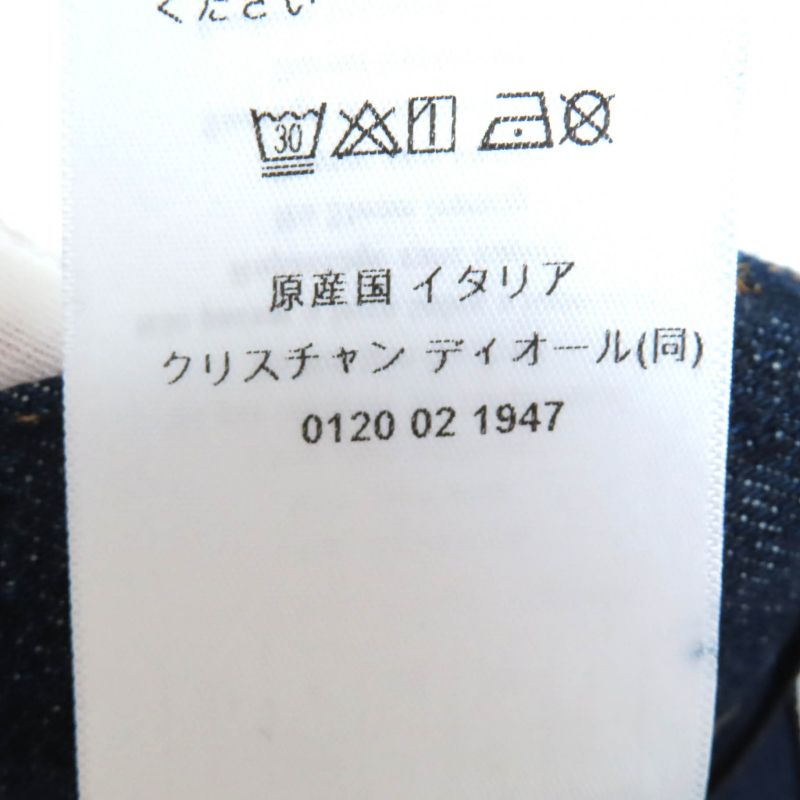 ください
30
原産国 イタリア
クリスチャン ディオール(同)
0120 02 1947